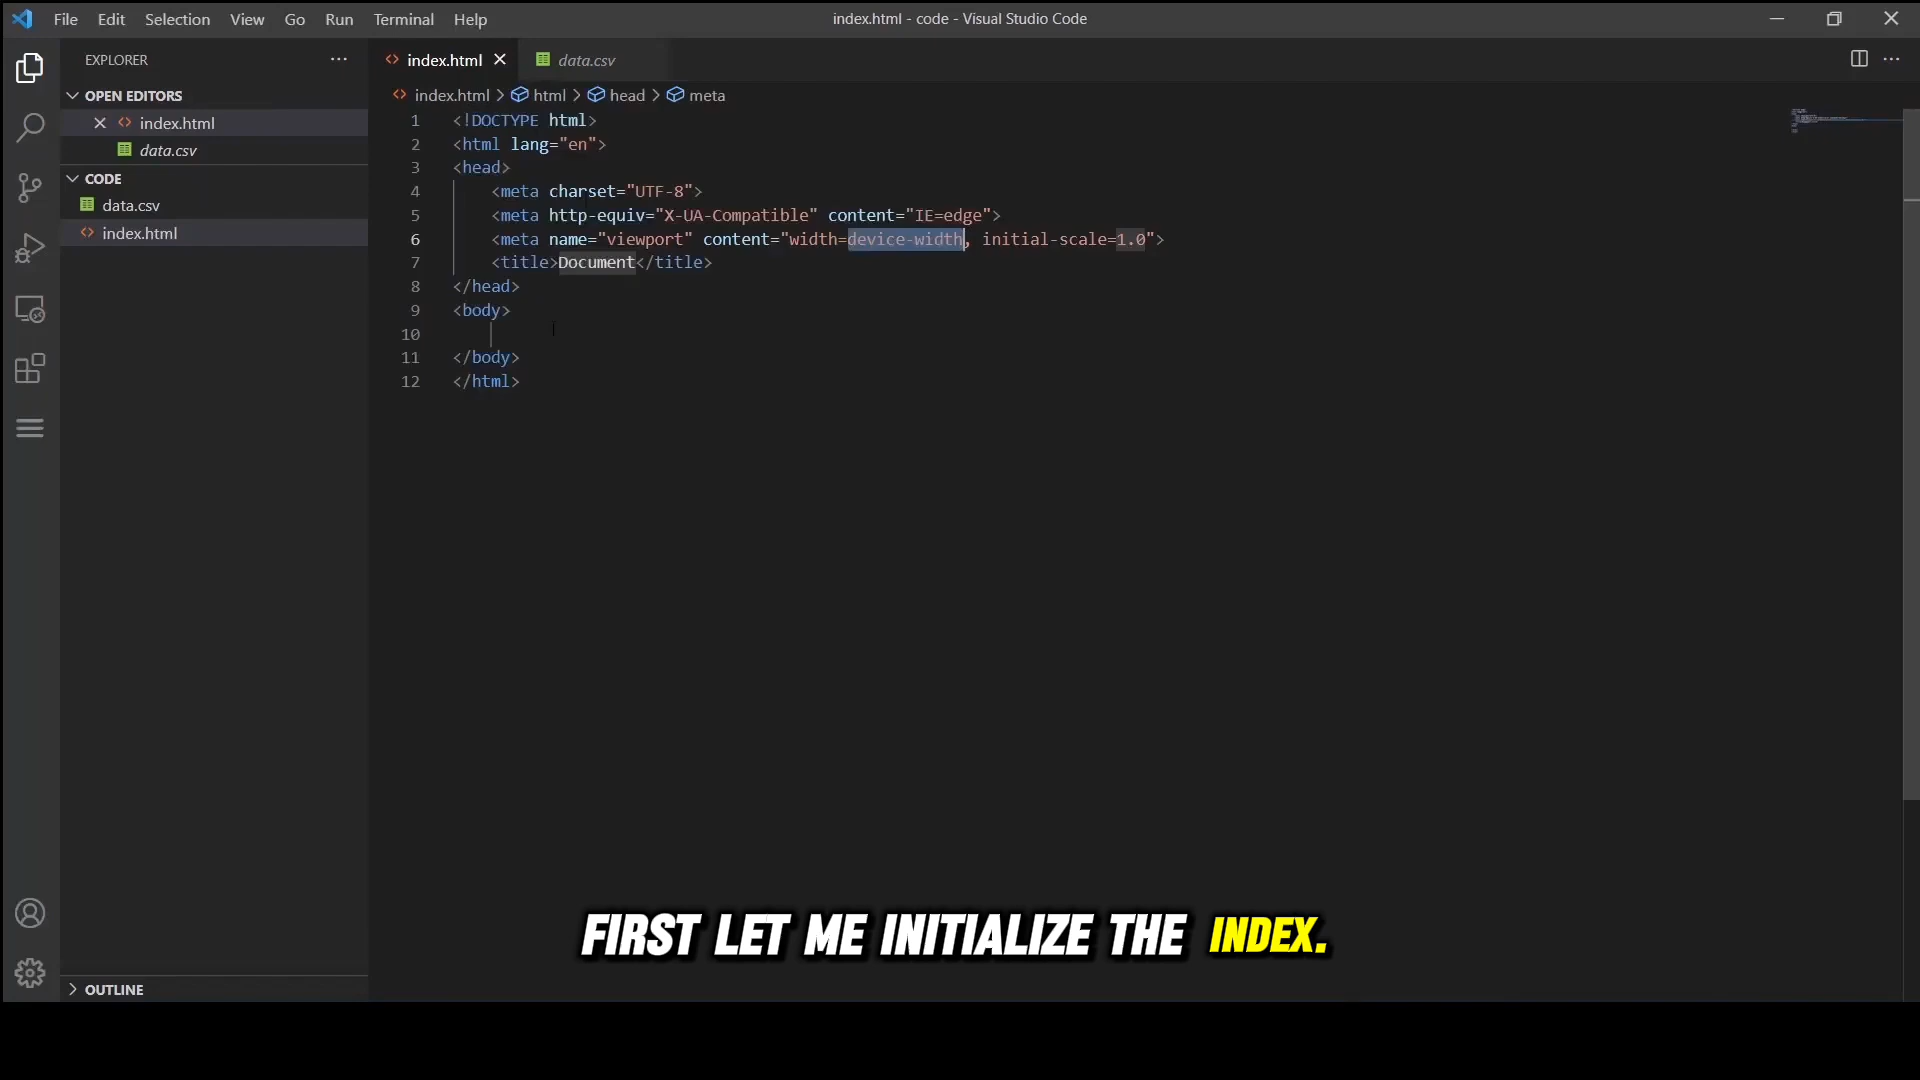 File Edit Selection View Go Run Terminal Help
index.html - code - Visual Studio Code
EXPLORER
index.html
data.csv
OPEN EDITORS
index.html
data.csv
CODE
data.csv
index.html
index.html > html > head > meta
1 <!DOCTYPE html>
2 <html lang="en">
3 <head>
4 <meta charset="UTF-8">
5 <meta http-equiv="X-UA-Compatible" content="IE=edge">
6 <meta name="viewport" content="width=device-width, initial-scale=1.0">
7 <title>Document</title>
8 </head>
9 <body>
10
11 </body>
12 </html>
OUTLINE
FIRST LET ME INITIALIZE THE INDEX.